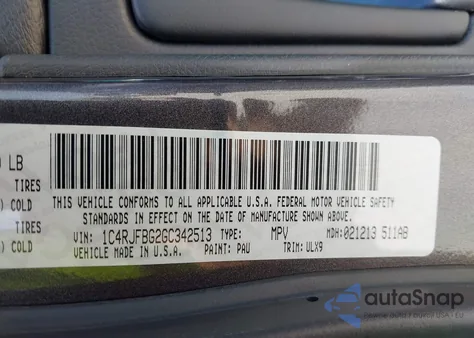 LB
TIRES
) COLD
TIRES
) COLD
THIS VEHICLE CONFORMS TO ALL APPLICABLE U.S.A. FEDERAL MOTOR VEHICLE SAFETY
STANDARDS IN EFFECT ON THE DATE OF MANUFACTURE SHOWN ABOVE.
VIN: 1C4RJFBG2GC342513 TYPE: MPV MDH:021213 511AB
VEHICLE MADE IN U.S.A. PAINT: PAU TRIM: ULX9
autoSnap